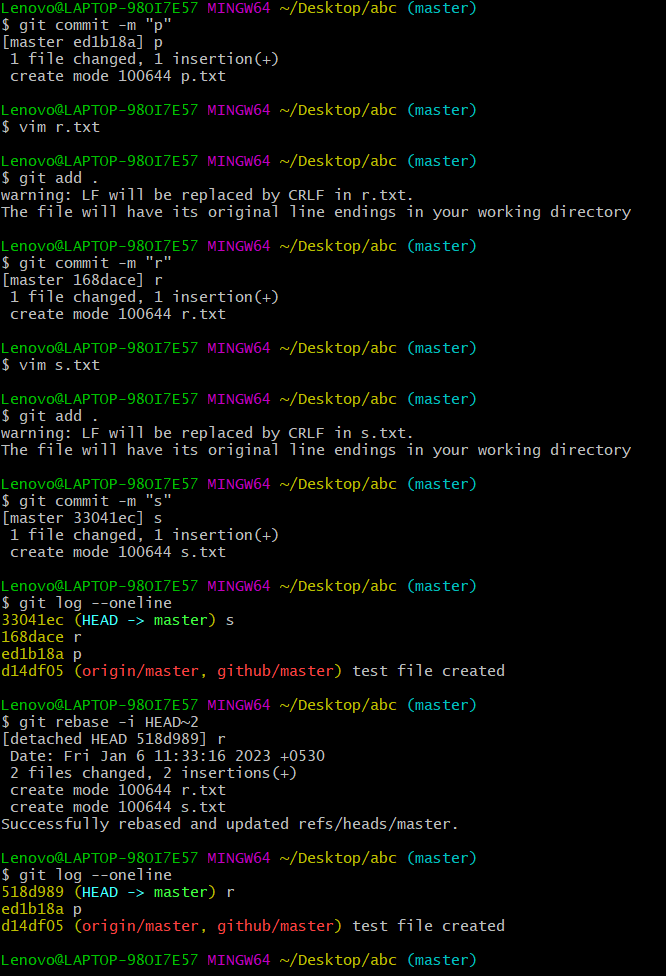 Lenovo@LAPTOP-98OI7E57 MINGW64 ~/Desktop/abc (master)
$ git commit -m "p"
[master ed1b18a] p
 1 file changed, 1 insertion(+)
 create mode 100644 p.txt
Lenovo@LAPTOP-98OI7E57 MINGW64 ~/Desktop/abc (master)
$ vim r.txt
Lenovo@LAPTOP-98OI7E57 MINGW64 ~/Desktop/abc (master)
$ git add .
warning: LF will be replaced by CRLF in r.txt.
The file will have its original line endings in your working directory
Lenovo@LAPTOP-98OI7E57 MINGW64 ~/Desktop/abc (master)
$ git commit -m "r"
[master 168dace] r
 1 file changed, 1 insertion(+)
 create mode 100644 r.txt
Lenovo@LAPTOP-98OI7E57 MINGW64 ~/Desktop/abc (master)
$ vim s.txt
Lenovo@LAPTOP-98OI7E57 MINGW64 ~/Desktop/abc (master)
$ git add .
warning: LF will be replaced by CRLF in s.txt.
The file will have its original line endings in your working directory
Lenovo@LAPTOP-98OI7E57 MINGW64 ~/Desktop/abc (master)
$ git commit -m "s"
[master 33041ec] s
 1 file changed, 1 insertion(+)
 create mode 100644 s.txt
Lenovo@LAPTOP-98OI7E57 MINGW64 ~/Desktop/abc (master)
$ git log --oneline
33041ec (HEAD -> master) s
168dace r
ed1b18a p
d14df05 (origin/master, github/master) test file created
Lenovo@LAPTOP-98OI7E57 MINGW64 ~/Desktop/abc (master)
$ git rebase -i HEAD~2
[detached HEAD 518d989] r
 Date: Fri Jan 6 11:33:16 2023 +0530
 2 files changed, 2 insertions(+)
 create mode 100644 r.txt
 create mode 100644 s.txt
Successfully rebased and updated refs/heads/master.
Lenovo@LAPTOP-98OI7E57 MINGW64 ~/Desktop/abc (master)
$ git log --oneline
518d989 (HEAD -> master) r
ed1b18a p
d14df05 (origin/master, github/master) test file created
Lenovo@LAPTOP-98OI7E57 MINGW64 ~/Desktop/abc (master)